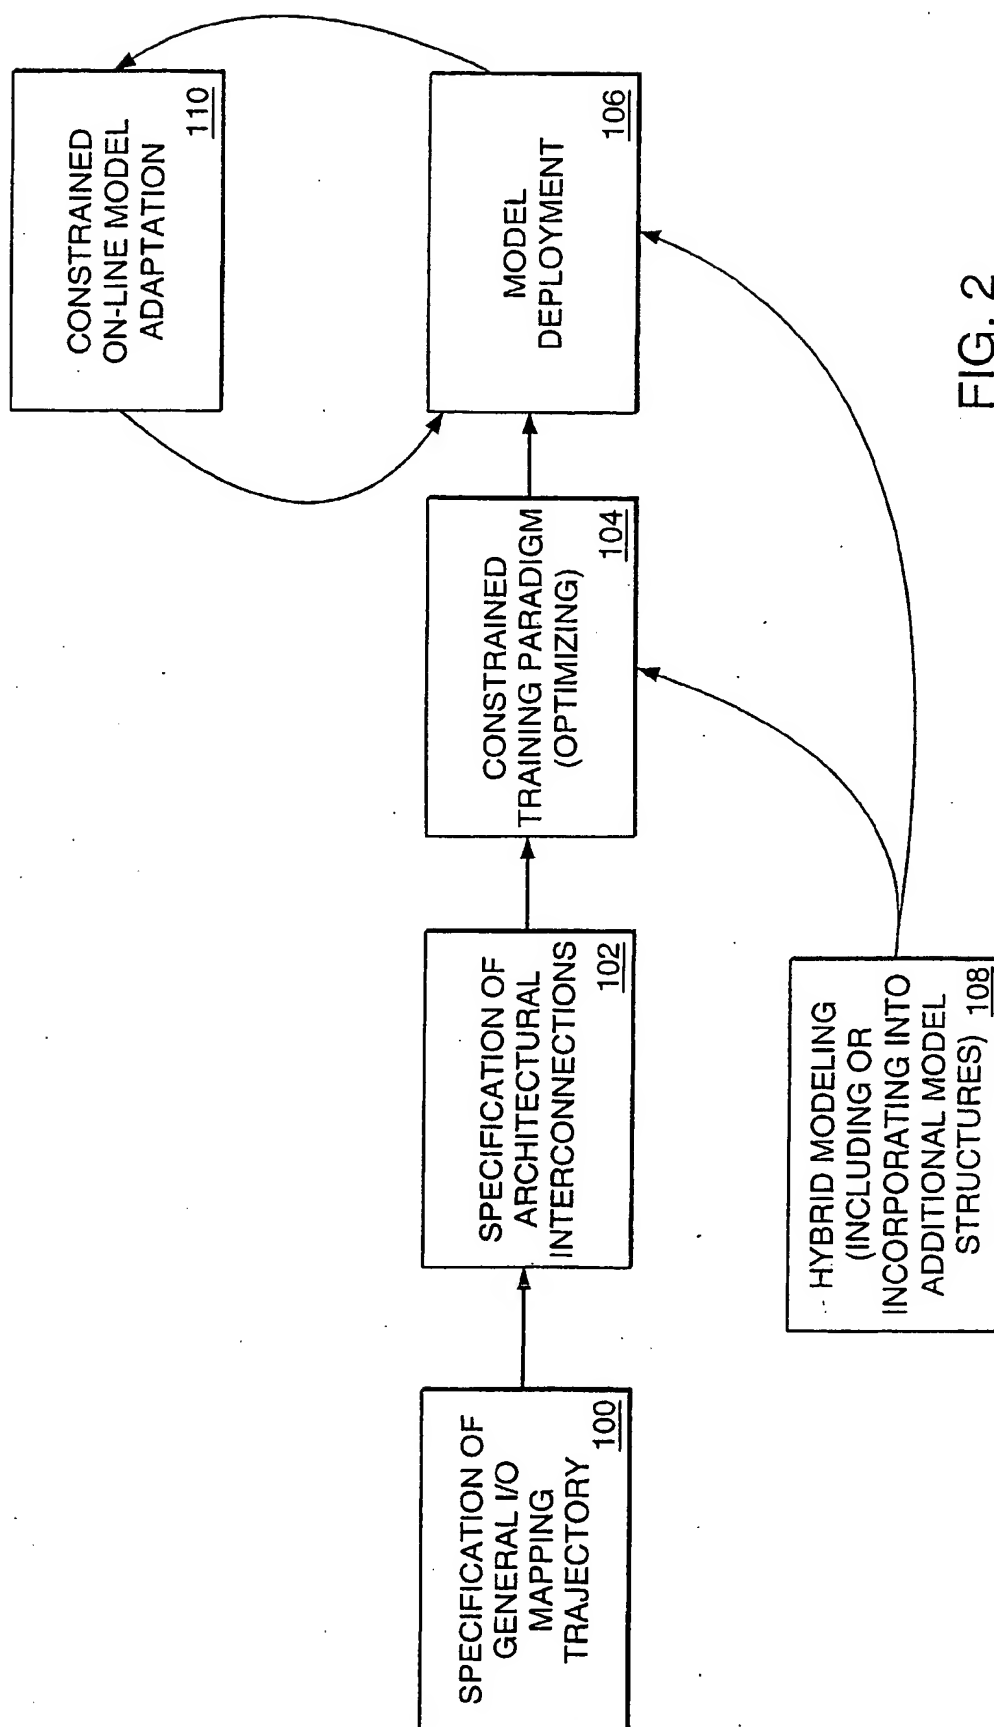 SPECIFICATION OF
GENERAL I/O
MAPPING
TRAJECTORY
100
SPECIFICATION OF
ARCHITECTURAL
INTERCONNECTIONS
102
CONSTRAINED
TRAINING PARADIGM
(OPTIMIZING)
104
MODEL
DEPLOYMENT
106
CONSTRAINED
ON-LINE MODEL
ADAPTATION
110
HYBRID MODELING
(INCLUDING OR
INCORPORATING INTO
ADDITIONAL MODEL
STRUCTURES)
108
FIG. 2